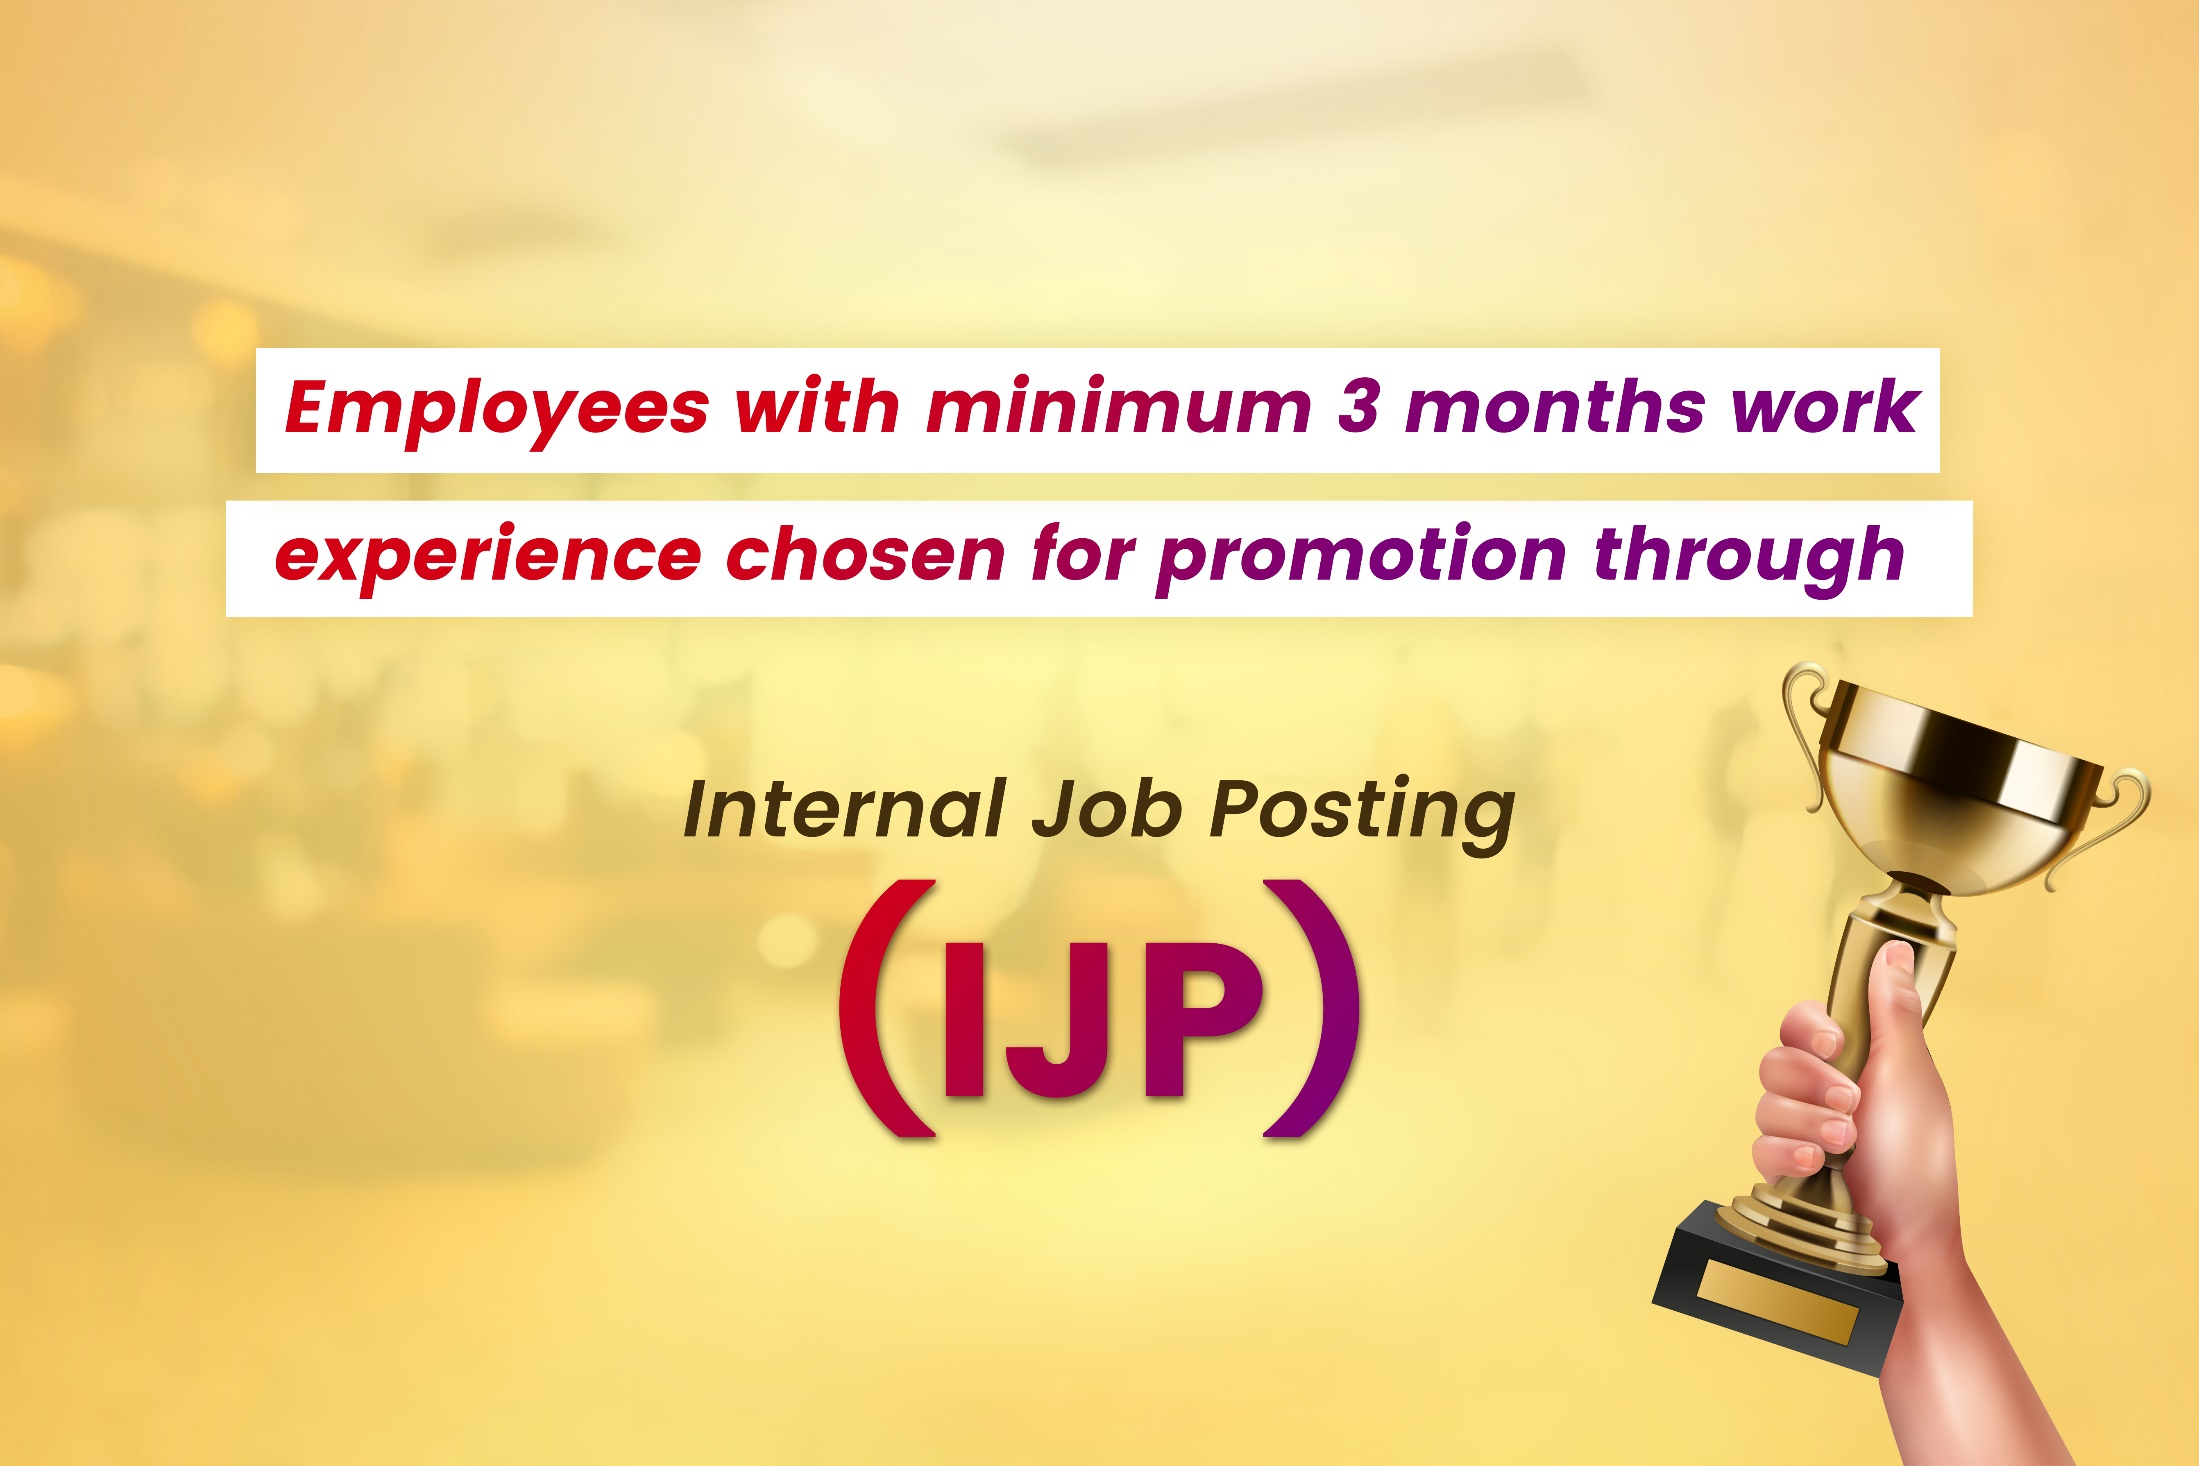 Employees with minimum 3 months work
experience chosen for promotion through
Internal Job Posting
(IJP)